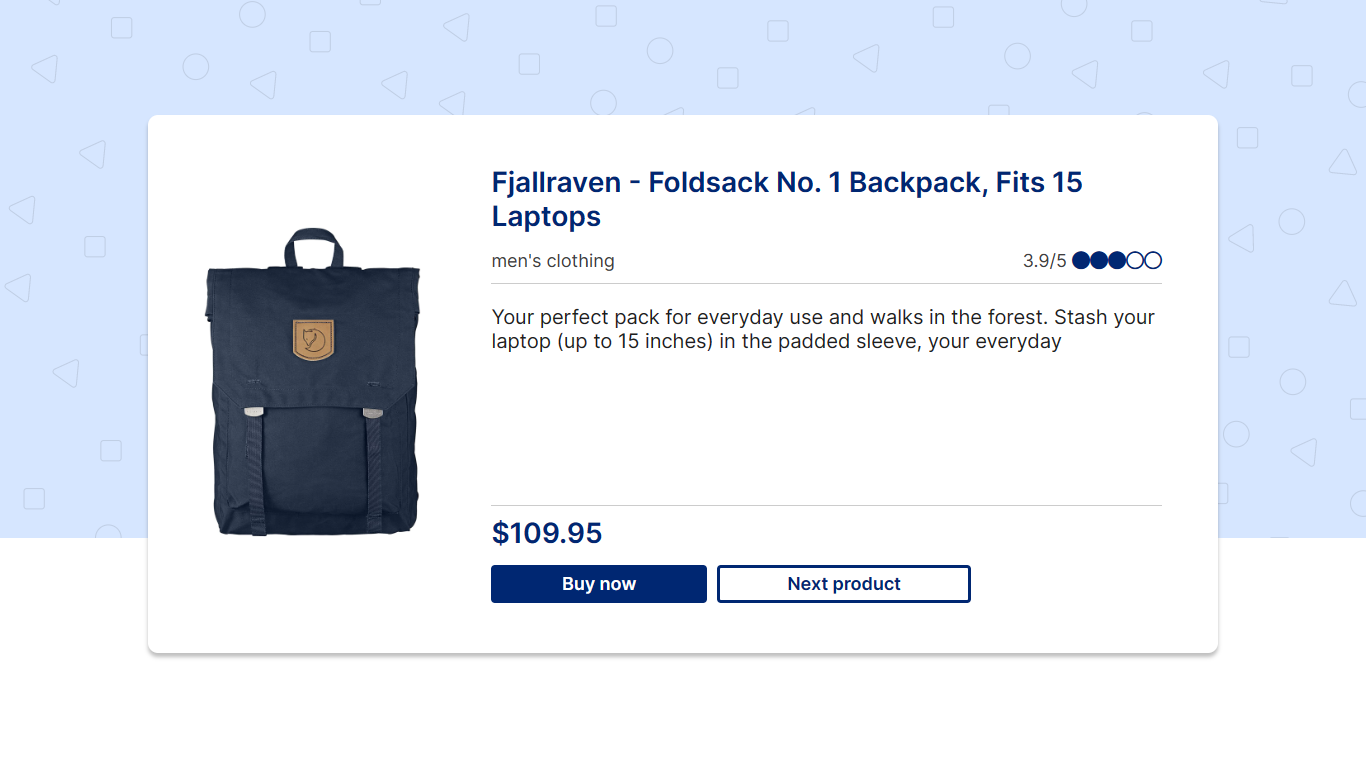 Fjallraven - Foldsack No. 1 Backpack, Fits 15
Laptops
men's clothing
3.9/5
Your perfect pack for everyday use and walks in the forest. Stash your
laptop (up to 15 inches) in the padded sleeve, your everyday
$109.95
Buy now
Next product